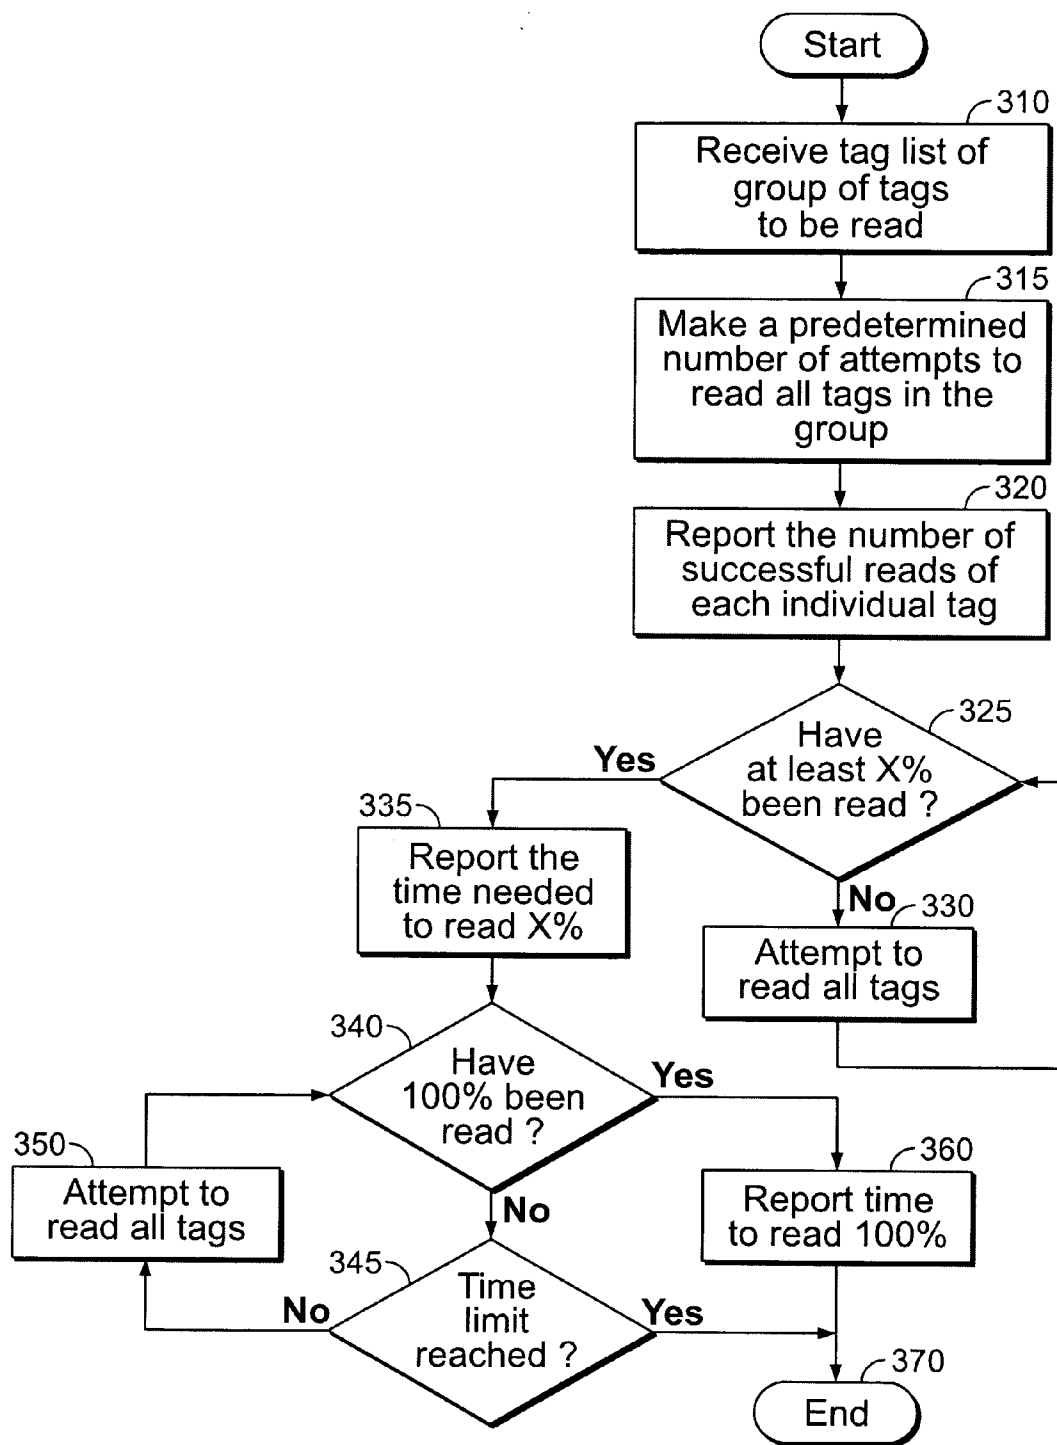 Start
310
Receive tag list of
group of tags
to be read
315
Make a predetermined
number of attempts to
read all tags in the
group
320
Report the number of
successful reads of
each individual tag
325
Have
at least X%
been read ?
Yes
No
335
Report the
time needed
to read X%
330
Attempt to
read all tags
340
Have
100% been
read ?
Yes
No
350
Attempt to
read all tags
360
Report time
to read 100%
345
Time
limit
reached ?
No
Yes
370
End